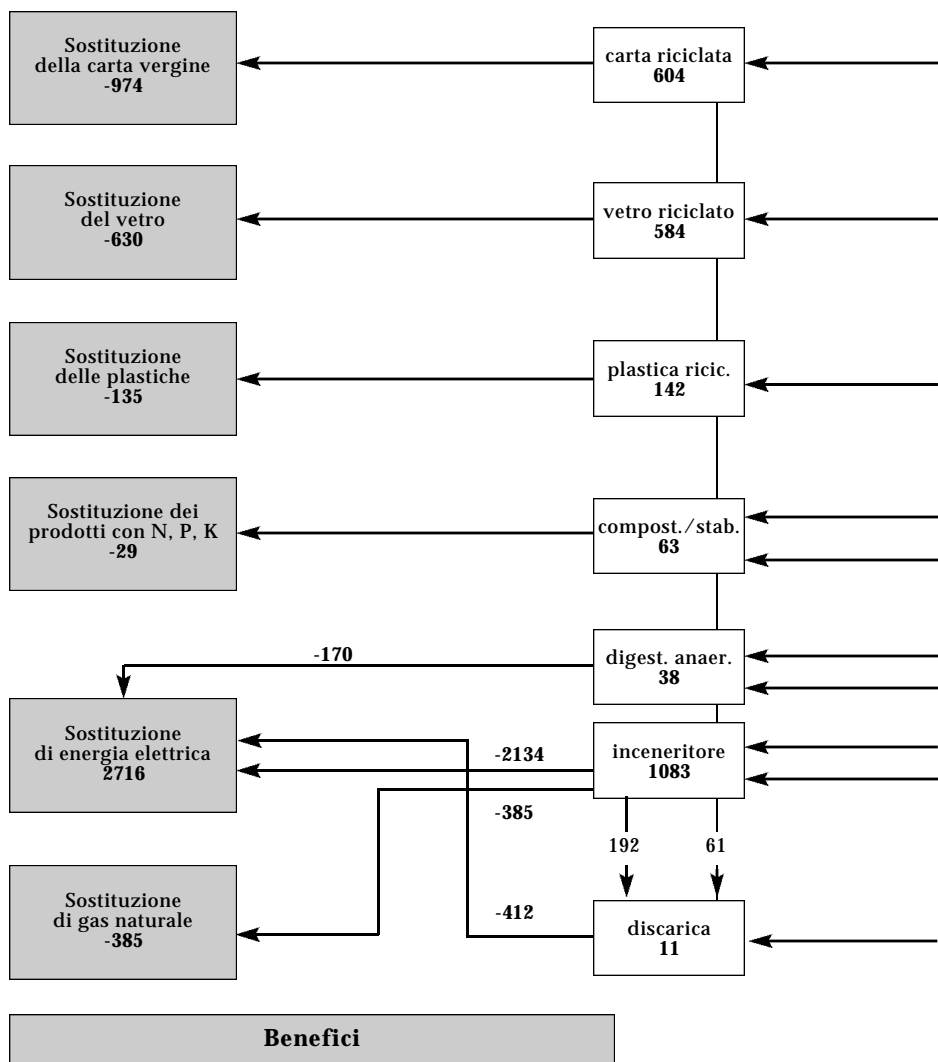 Sostituzione
della carta vergine
-974
carta riciclata
604
Sostituzione
del vetro
-630
vetro riciclato
584
Sostituzione
delle plastiche
-135
plastica ricic.
142
Sostituzione dei
prodotti con N, P, K
-29
compost./stab.
63
-170
digest. anaer.
38
Sostituzione
di energia elettrica
2716
-2134
inceneritore
1083
-385
192
61
Sostituzione
di gas naturale
-385
-412
discarica
11
Benefici